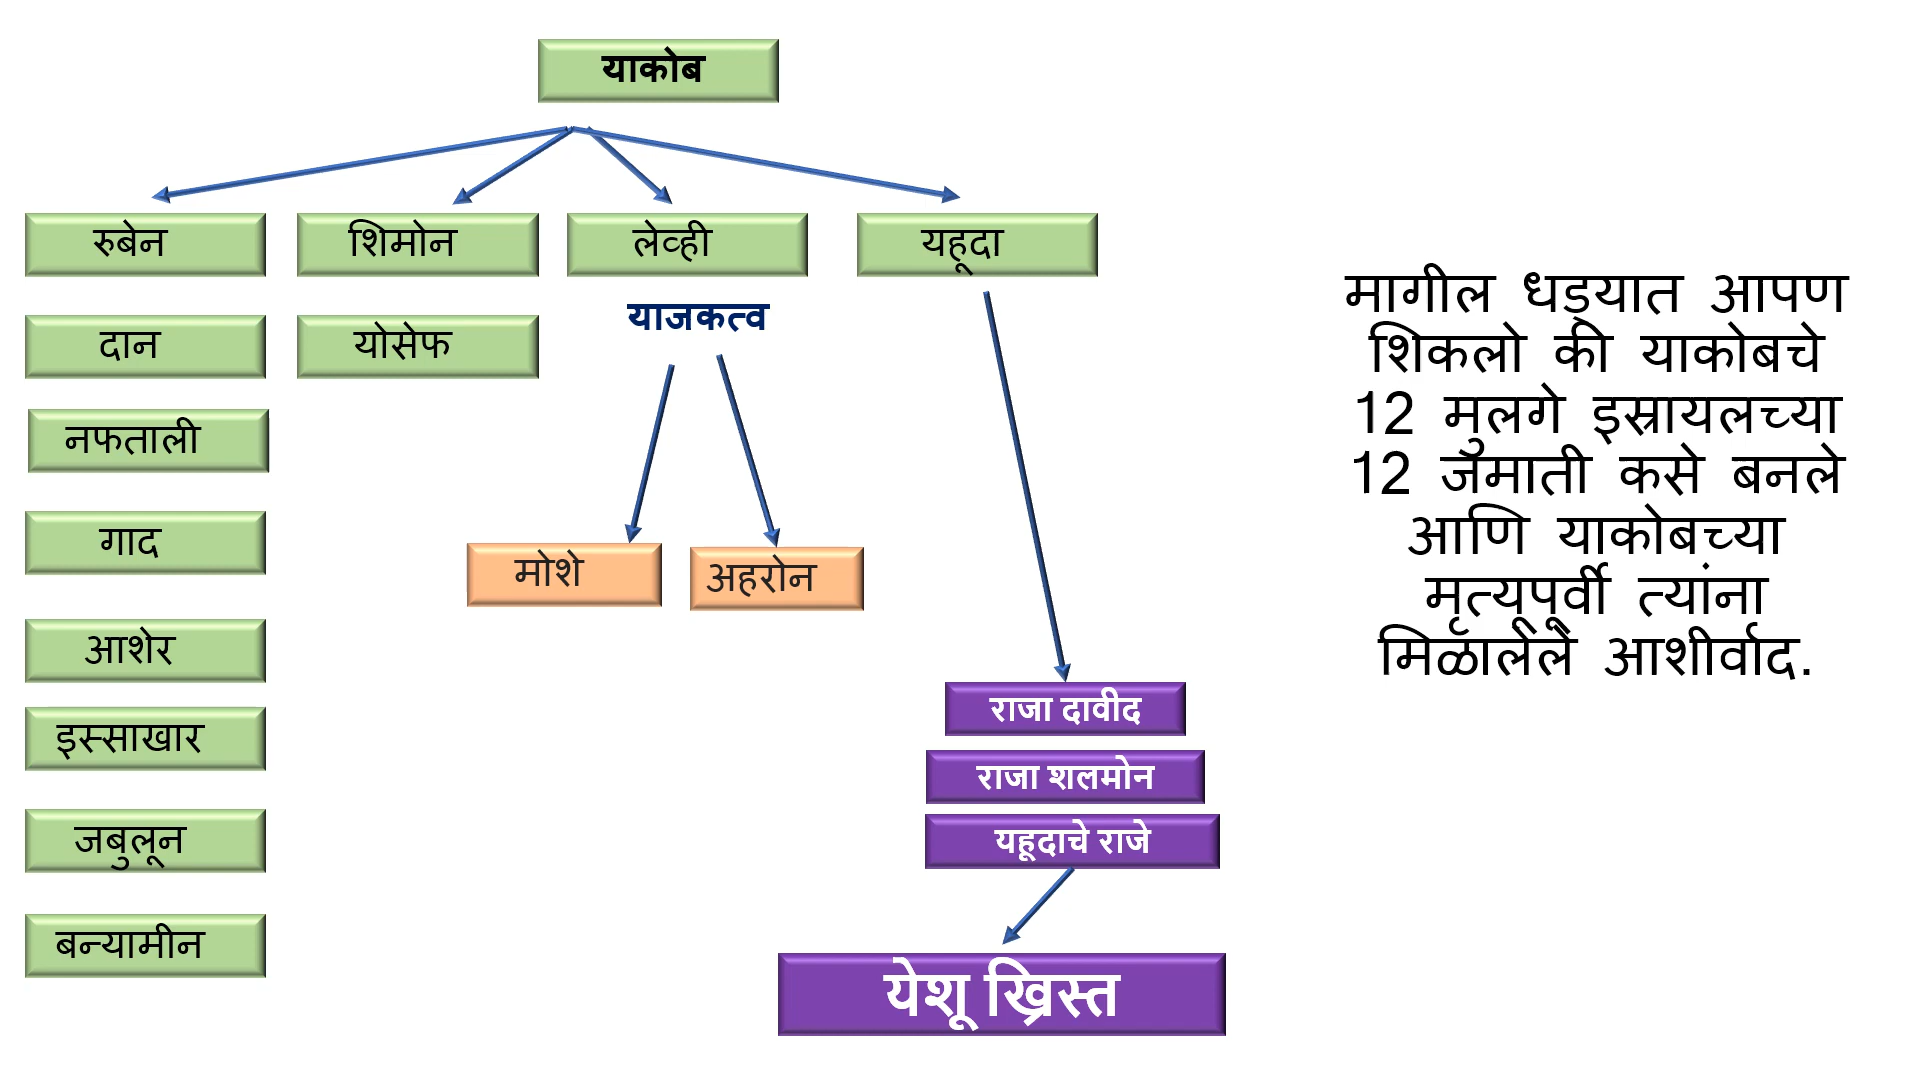 याकोब
रुबेन
शिमोन
लेव्ही
यहूदा
याजकत्व
दान
योसेफ
नफताली
गाद
मोशे
अहरोन
आशेर
इस्साखार
जबुलून
बन्यामीन
राजा दावीद
राजा शलमोन
यहूदाचे राजे
येशू ख्रिस्त
मागील धड्यात आपण
शिकलो की याकोबचे
12 मुलगे इस्रायलच्या
12 जमाती कसे बनले
आणि याकोबच्या
मृत्यूपूर्वी त्यांना
मिळालेले आशीर्वाद.